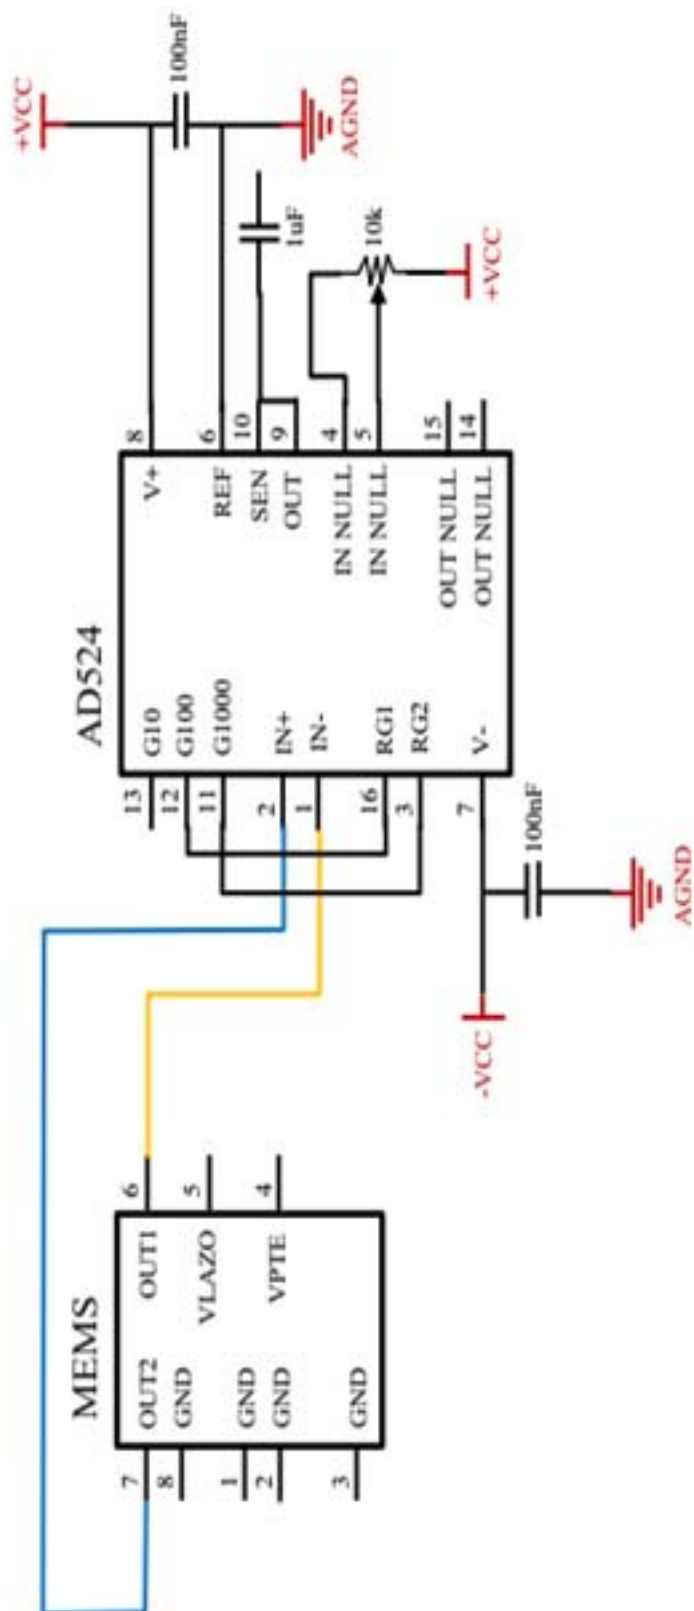 MEMS
7 OUT2
8 GND
1 GND
2 GND
3 GND
OUT1 6
VLAZO 5
VPTE 4
AD524
13 G10
12 G100
11 G1000
2 IN+
1 IN-
16 RG1
3 RG2
7 V-
V+ 8
REF 6
SEN 10
OUT 9
IN NULL 4
IN NULL 5
OUT NULL 15
OUT NULL 14
-VCC
100nF
AGND
+VCC
100nF
AGND
1uF
10k
+VCC